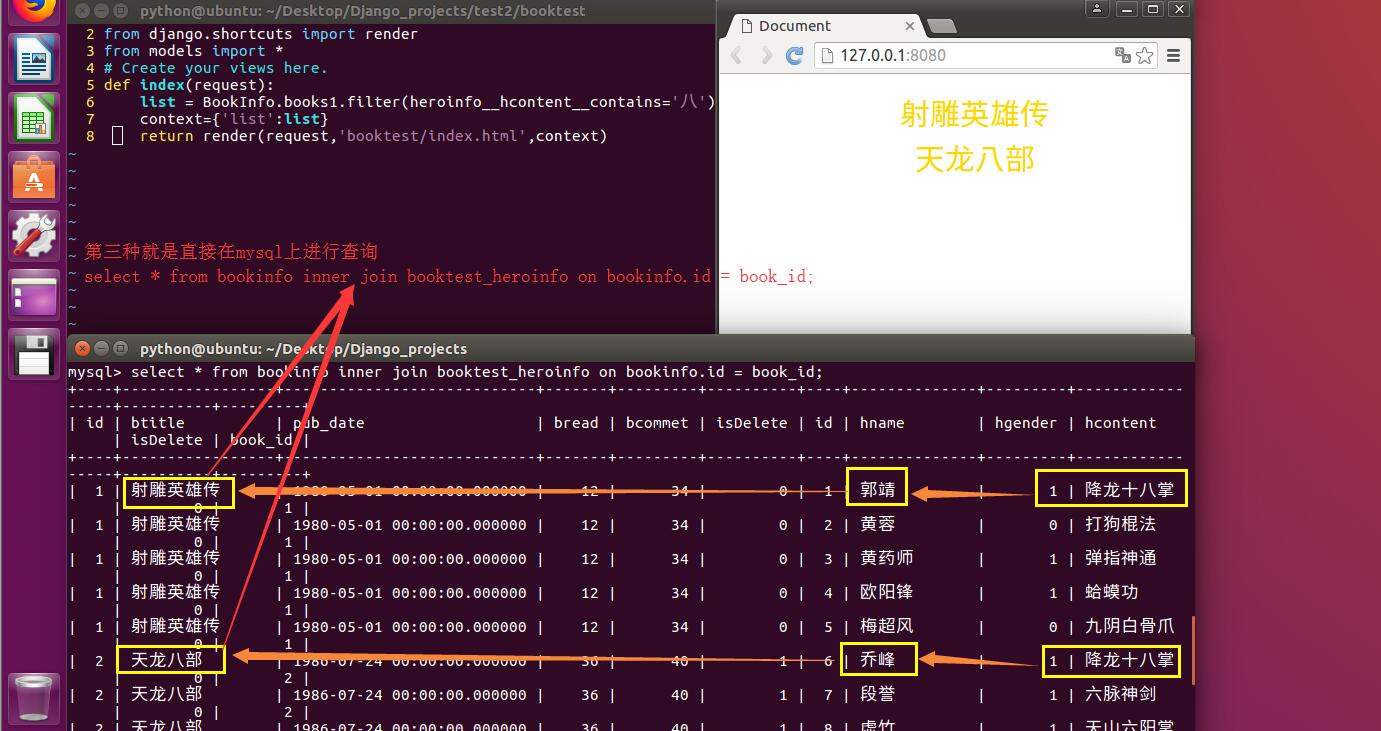 python@ubuntu: ~/Desktop/Django_projects/test2/booktest
2 from django.shortcuts import render
3 from models import *
4 # Create your views here.
5 def index(request):
6     list = BookInfo.books1.filter(heroinfo__hcontent__contains='八')
7     context={'list':list}
8     return render(request,'booktest/index.html',context)
~
~
~
~
~
~
~
~
~
~
~
第三种就是直接在mysql上进行查询
select * from bookinfo inner join booktest_heroinfo on bookinfo.id = book_id;
Document
127.0.0.1:8080
射雕英雄传
天龙八部
python@ubuntu: ~/Desktop/Django_projects
mysql> select * from bookinfo inner join booktest_heroinfo on bookinfo.id = book_id;
| id | btitle | pub_date | bread | bcommet | isDelete | id | hname | hgender | hcontent
| isDelete | book_id |
| 1 | 射雕英雄传 | 1980-05-01 00:00:00.000000 | 12 | 34 | 0 | 1 | 郭靖 | 1 | 降龙十八掌
| 0 | 1 |
| 1 | 射雕英雄传 | 1980-05-01 00:00:00.000000 | 12 | 34 | 0 | 2 | 黄蓉 | 0 | 打狗棍法
| 0 | 1 |
| 1 | 射雕英雄传 | 1980-05-01 00:00:00.000000 | 12 | 34 | 0 | 3 | 黄药师 | 1 | 弹指神通
| 0 | 1 |
| 1 | 射雕英雄传 | 1980-05-01 00:00:00.000000 | 12 | 34 | 0 | 4 | 欧阳锋 | 1 | 蛤蟆功
| 0 | 1 |
| 1 | 射雕英雄传 | 1980-05-01 00:00:00.000000 | 12 | 34 | 0 | 5 | 梅超风 | 0 | 九阴白骨爪
| 0 | 1 |
| 2 | 天龙八部 | 1986-07-24 00:00:00.000000 | 36 | 40 | 1 | 6 | 乔峰 | 1 | 降龙十八掌
| 0 | 2 |
| 2 | 天龙八部 | 1986-07-24 00:00:00.000000 | 36 | 40 | 1 | 7 | 段誉 | 1 | 六脉神剑
| 0 | 2 |
| 2 | 天龙八部 | 1986-07-24 00:00:00.000000 | 36 | 40 | 1 | 8 | 虚竹 | 1 | 天山六阳掌